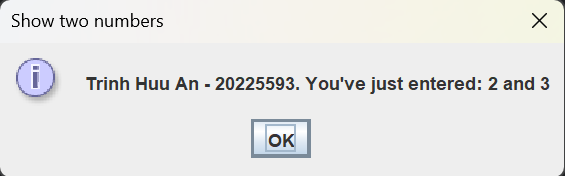 Show two numbers
Trinh Huu An - 20225593. You've just entered: 2 and 3
OK